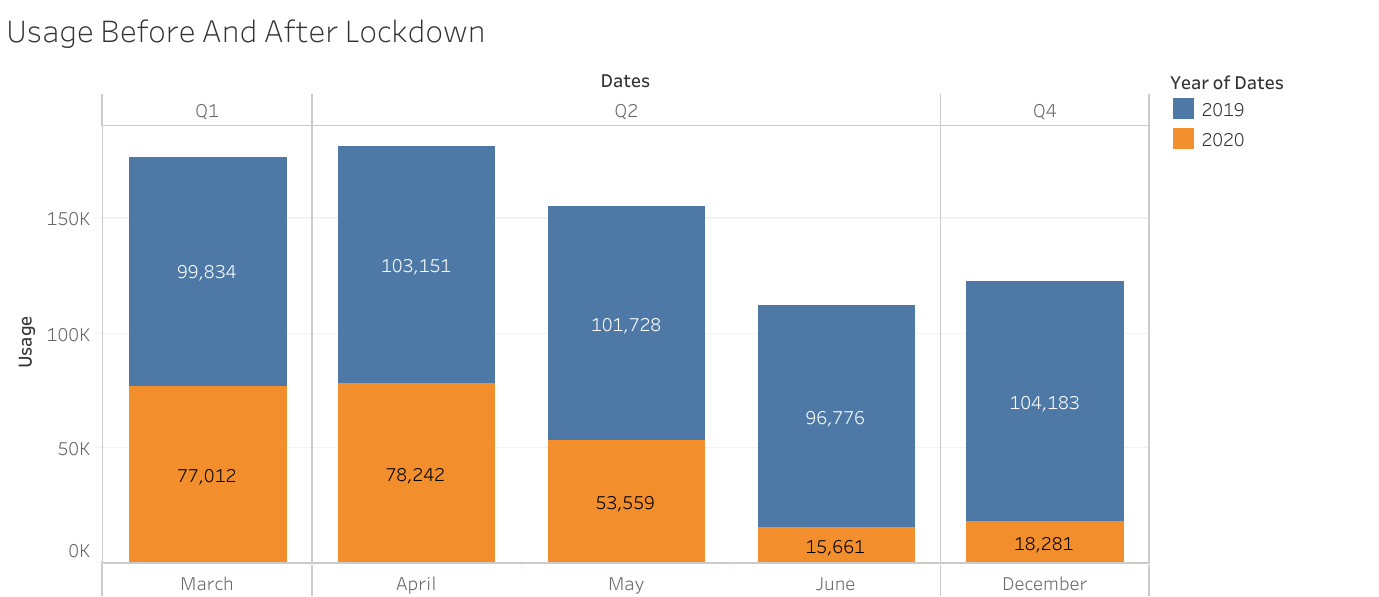 Usage Before And After Lockdown
Dates
Year of Dates
Q1 Q2 Q4
2019
2020
150K
100K
50K
0K
Usage
99,834 103,151 101,728 96,776 104,183
77,012 78,242 53,559 15,661 18,281
March April May June December